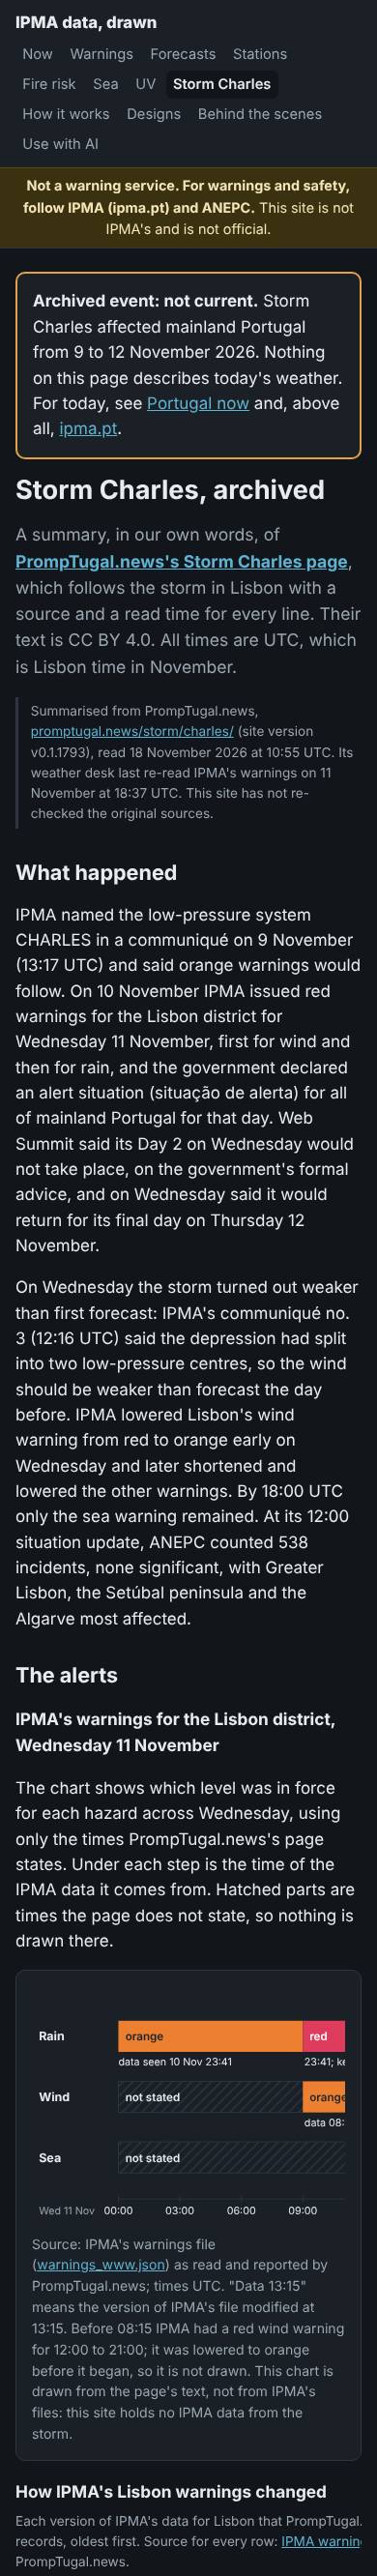 IPMA data, drawn
Now Warnings Forecasts Stations
Fire risk Sea UV Storm Charles
How it works Designs Behind the scenes
Use with AI
Not a warning service. For warnings and safety,
follow IPMA (ipma.pt) and ANEPC. This site is not
IPMA's and is not official.
Archived event: not current. Storm
Charles affected mainland Portugal
from 9 to 12 November 2026. Nothing
on this page describes today's weather.
For today, see Portugal now and, above
all, ipma.pt.
Storm Charles, archived
A summary, in our own words, of
PrompTugal.news's Storm Charles page,
which follows the storm in Lisbon with a
source and a read time for every line. Their
text is CC BY 4.0. All times are UTC, which
is Lisbon time in November.
Summarised from PrompTugal.news,
promptugal.news/storm/charles/ (site version
v0.1.1793), read 18 November 2026 at 10:55 UTC. Its
weather desk last re-read IPMA's warnings on 11
November at 18:37 UTC. This site has not re-
checked the original sources.
What happened
IPMA named the low-pressure system
CHARLES in a communiqué on 9 November
(13:17 UTC) and said orange warnings would
follow. On 10 November IPMA issued red
warnings for the Lisbon district for
Wednesday 11 November, first for wind and
then for rain, and the government declared
an alert situation (situação de alerta) for all
of mainland Portugal for that day. Web
Summit said its Day 2 on Wednesday would
not take place, on the government's formal
advice, and on Wednesday said it would
return for its final day on Thursday 12
November.
On Wednesday the storm turned out weaker
than first forecast: IPMA's communiqué no.
3 (12:16 UTC) said the depression had split
into two low-pressure centres, so the wind
should be weaker than forecast the day
before. IPMA lowered Lisbon's wind
warning from red to orange early on
Wednesday and later shortened and
lowered the other warnings. By 18:00 UTC
only the sea warning remained. At its 12:00
situation update, ANEPC counted 538
incidents, none significant, with Greater
Lisbon, the Setúbal peninsula and the
Algarve most affected.
The alerts
IPMA's warnings for the Lisbon district,
Wednesday 11 November
The chart shows which level was in force
for each hazard across Wednesday, using
only the times PrompTugal.news's page
states. Under each step is the time of the
IPMA data it comes from. Hatched parts are
times the page does not state, so nothing is
drawn there.
Rain orange red
data seen 10 Nov 23:41 23:41; ke
Wind not stated orange
data 08:
Sea not stated
Wed 11 Nov 00:00 03:00 06:00 09:00
Source: IPMA's warnings file
(warnings_www.json) as read and reported by
PrompTugal.news; times UTC. "Data 13:15"
means the version of IPMA's file modified at
13:15. Before 08:15 IPMA had a red wind warning
for 12:00 to 21:00; it was lowered to orange
before it began, so it is not drawn. This chart is
drawn from the page's text, not from IPMA's
files: this site holds no IPMA data from the
storm.
How IPMA's Lisbon warnings changed
Each version of IPMA's data for Lisbon that PrompTugal.
records, oldest first. Source for every row: IPMA warning
PrompTugal.news.